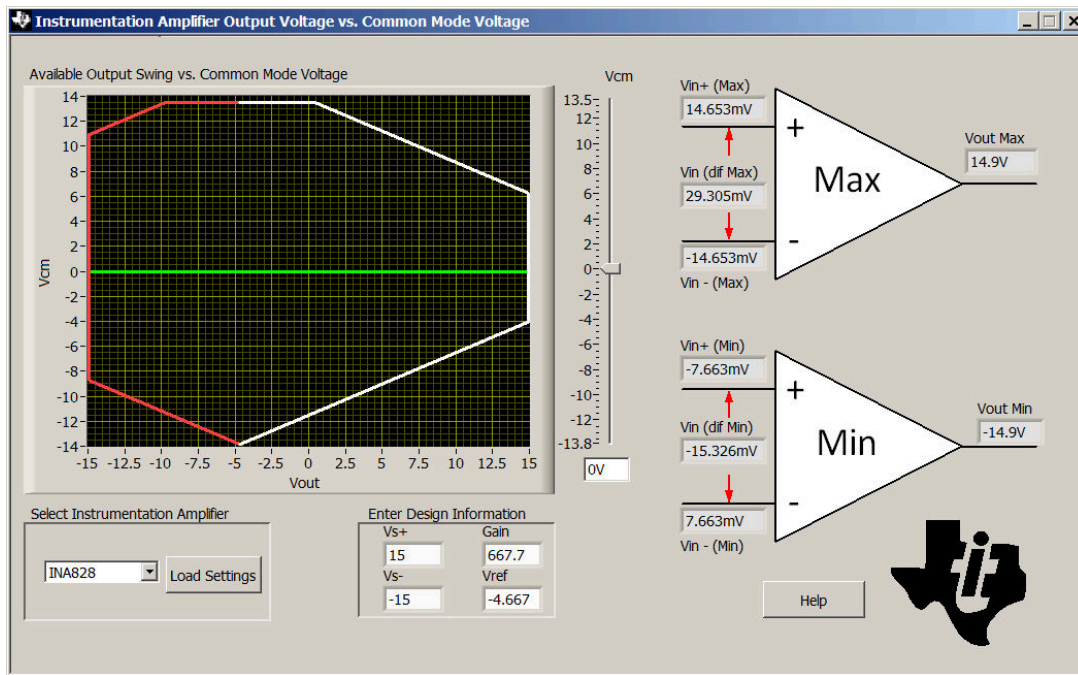 Instrumentation Amplifier Output Voltage vs. Common Mode Voltage
Available Output Swing vs. Common Mode Voltage
14
12
10
8
6
4
2
0
-2
-4
-6
-8
-10
-12
-14
Vcm
-15 -12.5 -10 -7.5 -5 -2.5 0 2.5 5 7.5 10 12.5 15
Vout
Vcm
13.5
12
10
8
6
4
2
0
-2
-4
-6
-8
-10
-12
-13.8
0V
Vin+ (Max)
14.653mV
Vin (dif Max)
29.305mV
-14.653mV
Vin - (Max)
+
-
Max
Vout Max
14.9V
Vin+ (Min)
-7.663mV
Vin (dif Min)
-15.326mV
7.663mV
Vin - (Min)
+
-
Min
Vout Min
-14.9V
Select Instrumentation Amplifier
INA828
Load Settings
Enter Design Information
Vs+ Gain
15 667.7
Vs- Vref
-15 -4.667
Help
ti